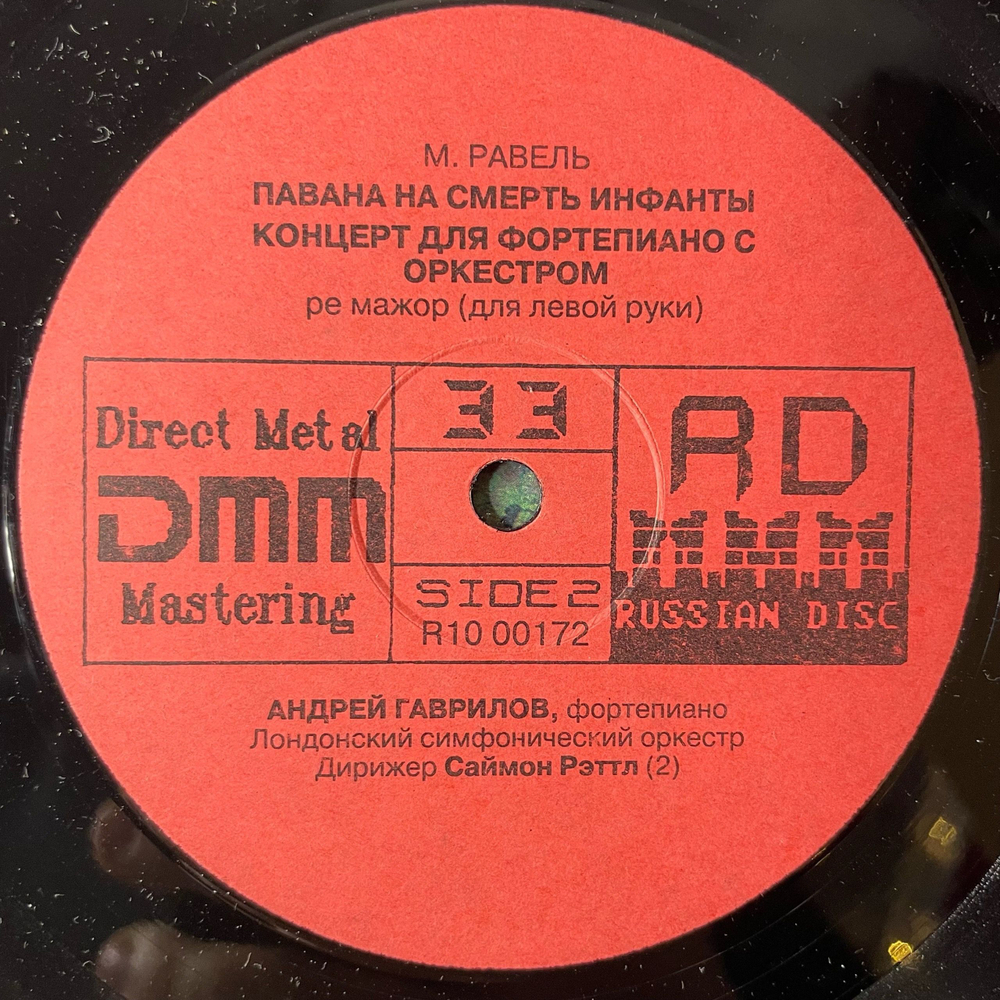 М. РАВЕЛЬ
ПАВАНА НА СМЕРТЬ ИНФАНТЫ
КОНЦЕРТ ДЛЯ ФОРТЕПИАНО С
ОРКЕСТРОМ
ре мажор (для левой руки)
Direct Metal
DMM
Mastering
33
SIDE 2
R10 00172
RD
RUSSIAN DISC
АНДРЕЙ ГАВРИЛОВ, фортепиано
Лондонский симфонический оркестр
Дирижер Саймон Рэттл (2)